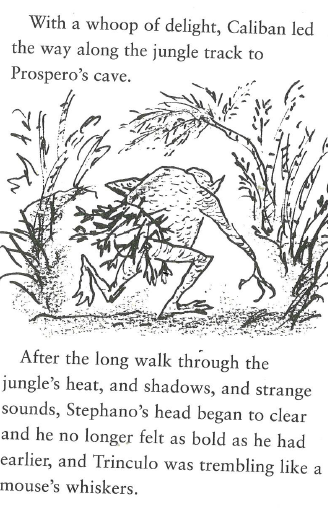 With a whoop of delight, Caliban led
the way along the jungle track to
Prospero's cave.
After the long walk through the
jungle's heat, and shadows, and strange
sounds, Stephano's head began to clear
and he no longer felt as bold as he had
earlier, and Trinculo was trembling like a
mouse's whiskers.